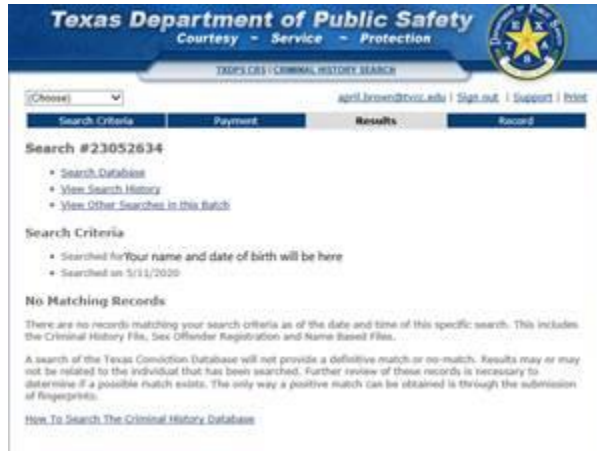 Texas Department of Public Safety
Courtesy ~ Service ~ Protection
TEXAS
TXDPS CRS | CRIMINAL HISTORY SEARCH
(Choose) april.brown@tvcc.edu | Sign out | Support | Print
Search Criteria Payment Results Record
Search #23052634
• Search Database
• View Search History
• View Other Searches in this Batch
Search Criteria
• Searched for Your name and date of birth will be here
• Searched on 5/11/2020
No Matching Records
There are no records matching your search criteria as of the date and time of this specific search. This includes
the Criminal History File, Sex Offender Registration and Name Based Files.
A search of the Texas Conviction Database will not provide a definitive match or no-match. Results may or may
not be related to the individual that has been searched. Further review of these records is necessary to
determine if a possible match exists. The only way a positive match can be obtained is through the submission
of fingerprints.
How To Search The Criminal History Database